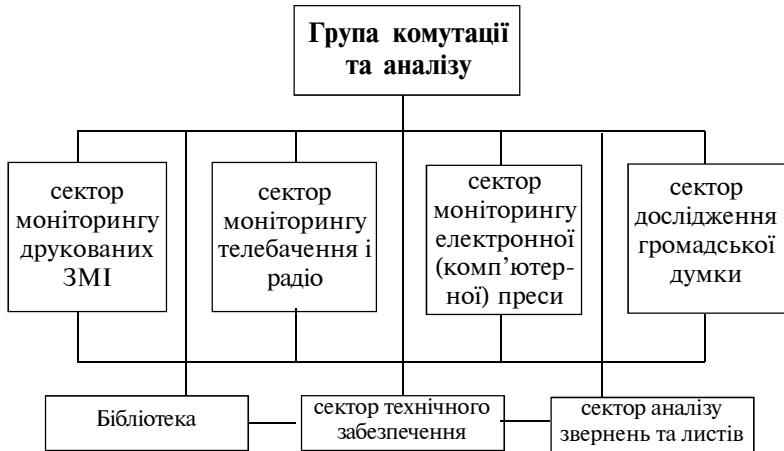 Група комутації
та аналізу
сектор
моніторингу
друкованих
ЗМІ
сектор
моніторингу
телебачення і
радіо
сектор
моніторингу
електронної
(комп’ютер-
ної) преси
сектор
дослідження
громадської
думки
Бібліотека
сектор технічного
забезпечення
сектор аналізу
звернень та листів